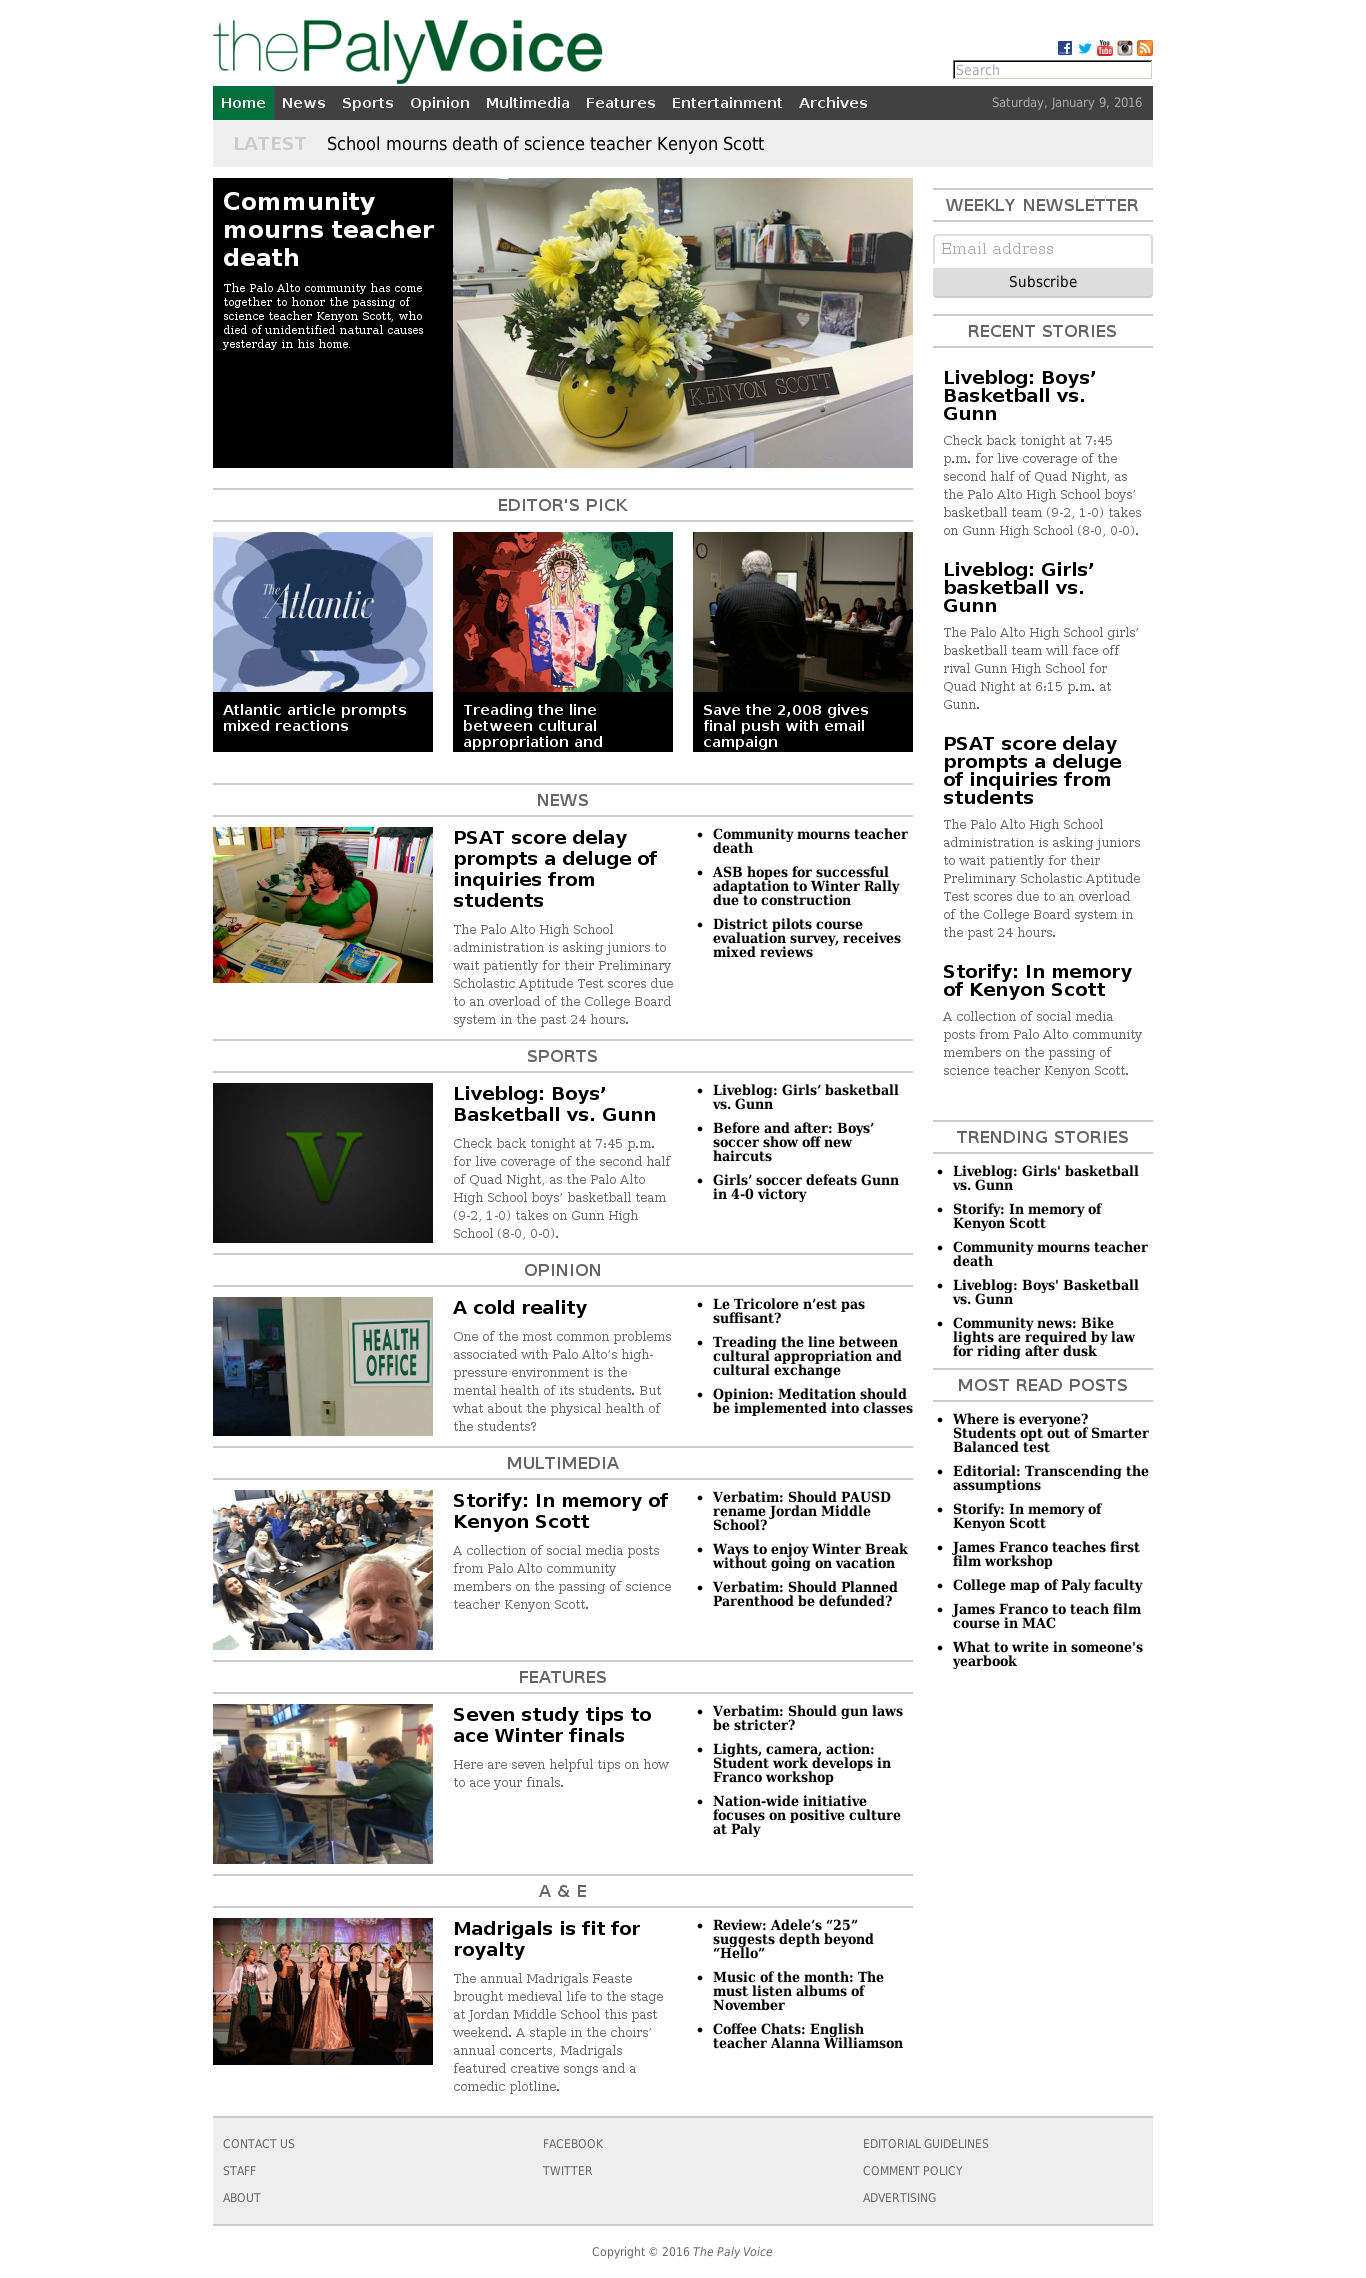 thePalyVoice
Search
Home News Sports Opinion Multimedia Features Entertainment Archives Saturday, January 9, 2016
LATEST School mourns death of science teacher Kenyon Scott
Community
mourns teacher
death
The Palo Alto community has come
together to honor the passing of
science teacher Kenyon Scott, who
died of unidentified natural causes
yesterday in his home.
KENYON SCOTT
EDITOR'S PICK
The Atlantic
Atlantic article prompts
mixed reactions
Treading the line
between cultural
appropriation and
Save the 2,008 gives
final push with email
campaign
NEWS
PSAT score delay
prompts a deluge of
inquiries from
students
The Palo Alto High School
administration is asking juniors to
wait patiently for their Preliminary
Scholastic Aptitude Test scores due
to an overload of the College Board
system in the past 24 hours.
• Community mourns teacher
death
• ASB hopes for successful
adaptation to Winter Rally
due to construction
• District pilots course
evaluation survey, receives
mixed reviews
SPORTS
V
Liveblog: Boys’
Basketball vs. Gunn
Check back tonight at 7:45 p.m.
for live coverage of the second half
of Quad Night, as the Palo Alto
High School boys’ basketball team
(9-2, 1-0) takes on Gunn High
School (8-0, 0-0).
• Liveblog: Girls’ basketball
vs. Gunn
• Before and after: Boys’
soccer show off new
haircuts
• Girls’ soccer defeats Gunn
in 4-0 victory
OPINION
HEALTH
OFFICE
A cold reality
One of the most common problems
associated with Palo Alto’s high-
pressure environment is the
mental health of its students. But
what about the physical health of
the students?
• Le Tricolore n’est pas
suffisant?
• Treading the line between
cultural appropriation and
cultural exchange
• Opinion: Meditation should
be implemented into classes
MULTIMEDIA
Storify: In memory of
Kenyon Scott
A collection of social media posts
from Palo Alto community
members on the passing of science
teacher Kenyon Scott.
• Verbatim: Should PAUSD
rename Jordan Middle
School?
• Ways to enjoy Winter Break
without going on vacation
• Verbatim: Should Planned
Parenthood be defunded?
FEATURES
Seven study tips to
ace Winter finals
Here are seven helpful tips on how
to ace your finals.
• Verbatim: Should gun laws
be stricter?
• Lights, camera, action:
Student work develops in
Franco workshop
• Nation-wide initiative
focuses on positive culture
at Paly
A & E
Madrigals is fit for
royalty
The annual Madrigals Feaste
brought medieval life to the stage
at Jordan Middle School this past
weekend. A staple in the choirs’
annual concerts, Madrigals
featured creative songs and a
comedic plotline.
• Review: Adele’s “25”
suggests depth beyond
“Hello”
• Music of the month: The
must listen albums of
November
• Coffee Chats: English
teacher Alanna Williamson
WEEKLY NEWSLETTER
Email address
Subscribe
RECENT STORIES
Liveblog: Boys’
Basketball vs.
Gunn
Check back tonight at 7:45
p.m. for live coverage of the
second half of Quad Night, as
the Palo Alto High School boys’
basketball team (9-2, 1-0) takes
on Gunn High School (8-0, 0-0).
Liveblog: Girls’
basketball vs.
Gunn
The Palo Alto High School girls’
basketball team will face off
rival Gunn High School for
Quad Night at 6:15 p.m. at
Gunn.
PSAT score delay
prompts a deluge
of inquiries from
students
The Palo Alto High School
administration is asking juniors
to wait patiently for their
Preliminary Scholastic Aptitude
Test scores due to an overload
of the College Board system in
the past 24 hours.
Storify: In memory
of Kenyon Scott
A collection of social media
posts from Palo Alto community
members on the passing of
science teacher Kenyon Scott.
TRENDING STORIES
• Liveblog: Girls' basketball
vs. Gunn
• Storify: In memory of
Kenyon Scott
• Community mourns teacher
death
• Liveblog: Boys' Basketball
vs. Gunn
• Community news: Bike
lights are required by law
for riding after dusk
MOST READ POSTS
• Where is everyone?
Students opt out of Smarter
Balanced test
• Editorial: Transcending the
assumptions
• Storify: In memory of
Kenyon Scott
• James Franco teaches first
film workshop
• College map of Paly faculty
• James Franco to teach film
course in MAC
• What to write in someone's
yearbook
CONTACT US
STAFF
ABOUT
FACEBOOK
TWITTER
EDITORIAL GUIDELINES
COMMENT POLICY
ADVERTISING
Copyright © 2016 The Paly Voice